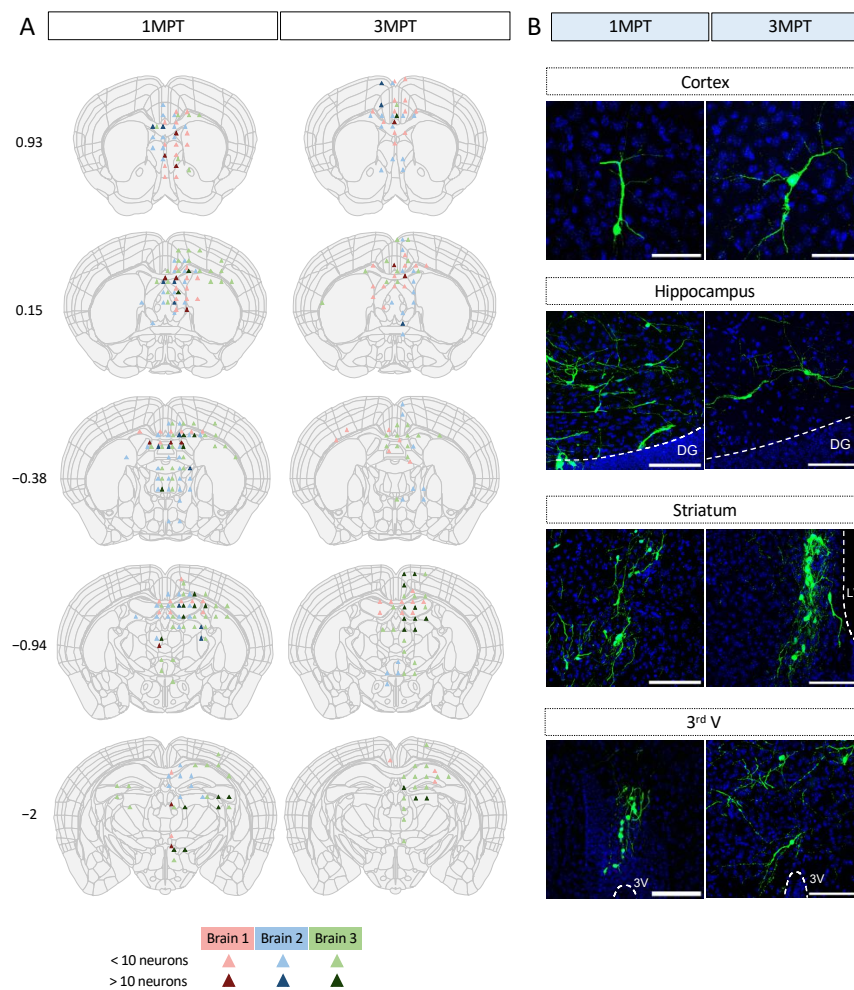 A
1MPT
3MPT
0.93
0.15
−0.38
−0.94
−2
Brain 1
Brain 2
Brain 3
< 10 neurons
> 10 neurons
B
1MPT
3MPT
Cortex
Hippocampus
DG
DG
Striatum
L
3rd V
3V
3V